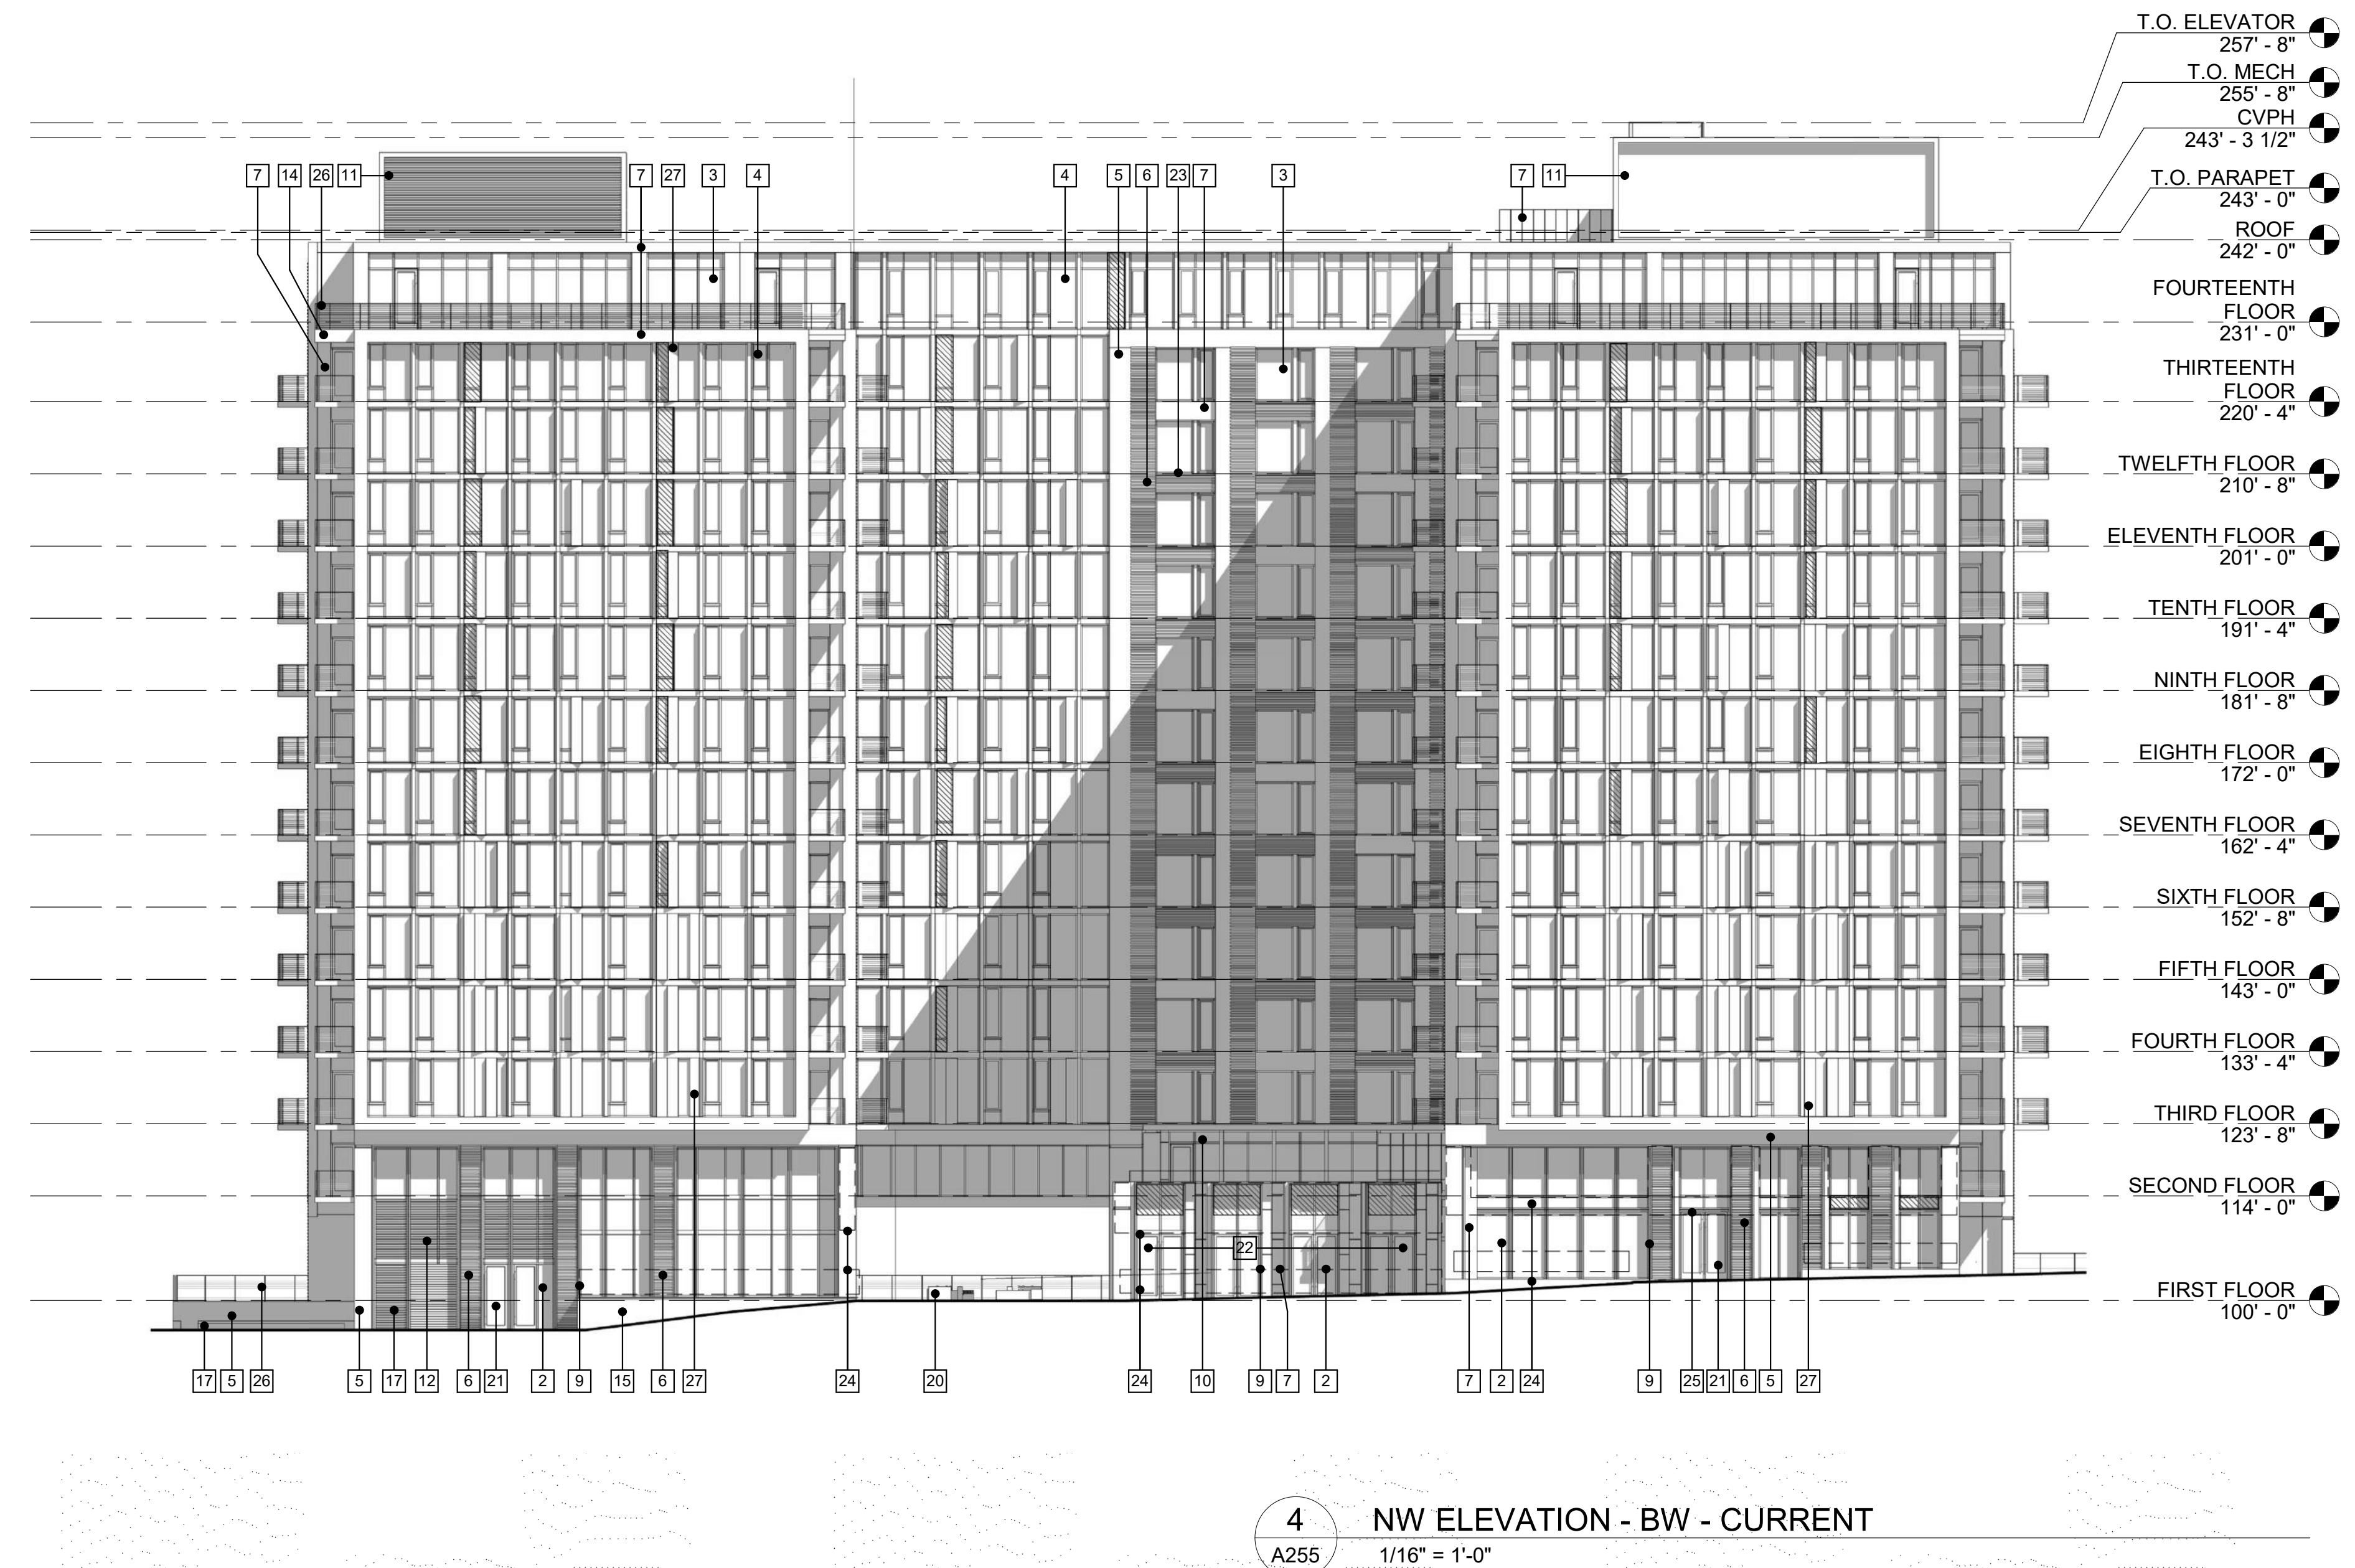 T.O. ELEVATOR
257' - 8"
T.O. MECH
255' - 8"
CVPH
243' - 3 1/2"
T.O. PARAPET
243' - 0"
ROOF
242' - 0"
FOURTEENTH
FLOOR
231' - 0"
THIRTEENTH
FLOOR
220' - 4"
TWELFTH FLOOR
210' - 8"
ELEVENTH FLOOR
201' - 0"
TENTH FLOOR
191' - 4"
NINTH FLOOR
181' - 8"
EIGHTH FLOOR
172' - 0"
SEVENTH FLOOR
162' - 4"
SIXTH FLOOR
152' - 8"
FIFTH FLOOR
143' - 0"
FOURTH FLOOR
133' - 4"
THIRD FLOOR
123' - 8"
SECOND FLOOR
114' - 0"
FIRST FLOOR
100' - 0"
7 14 26 11 7 27 3 4 4 5 6 23 7 3 7 11
22
17 5 26 5 17 12 6 21 2 9 15 6 27 24 20 24 10 9 7 2 7 2 24 9 25 21 6 5 27
4
A255
NW ELEVATION - BW - CURRENT
1/16" = 1'-0"